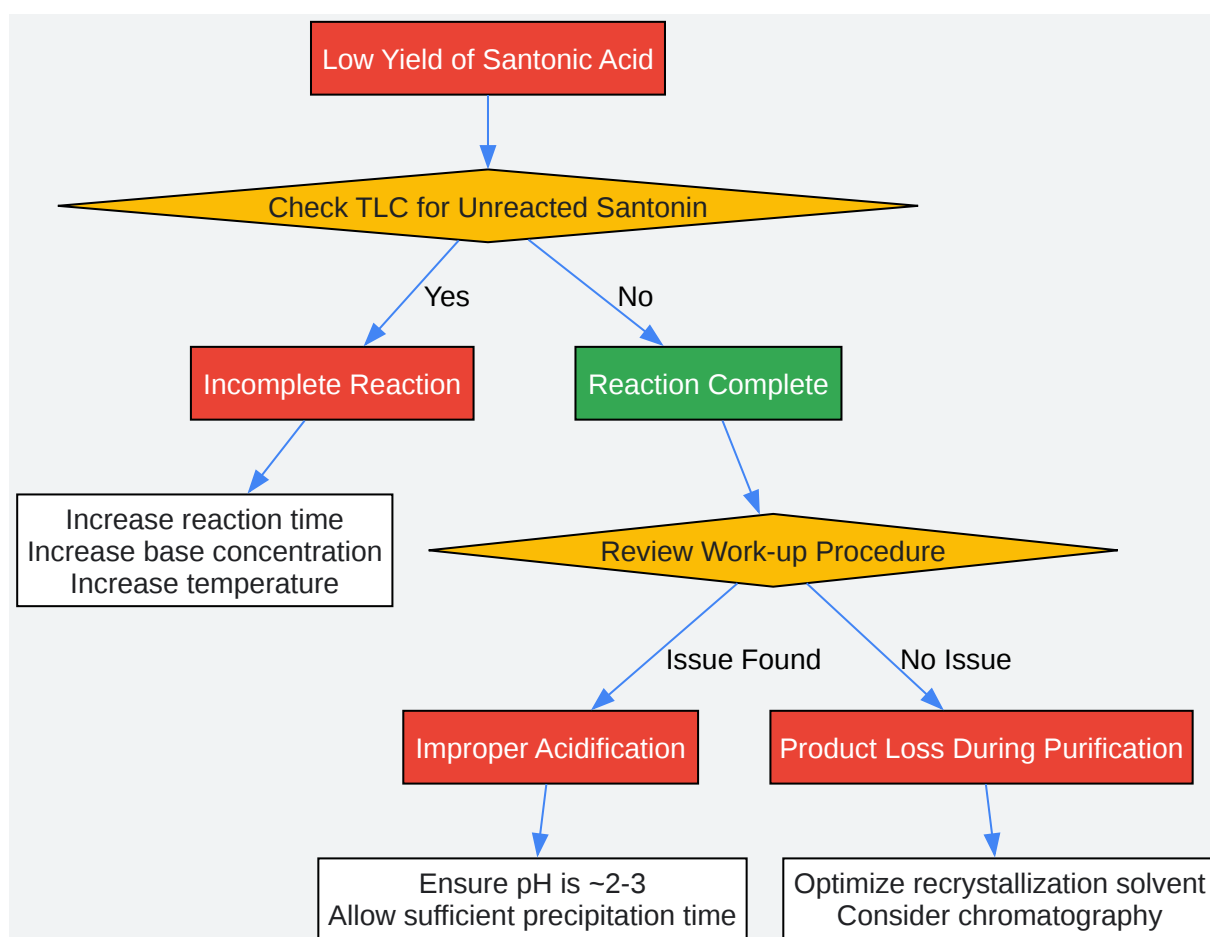 Low Yield of Santonic Acid
Check TLC for Unreacted Santonin
Yes
No
Incomplete Reaction
Reaction Complete
Increase reaction time
Increase base concentration
Increase temperature
Review Work-up Procedure
Issue Found
No Issue
Improper Acidification
Product Loss During Purification
Ensure pH is ~2-3
Allow sufficient precipitation time
Optimize recrystallization solvent
Consider chromatography